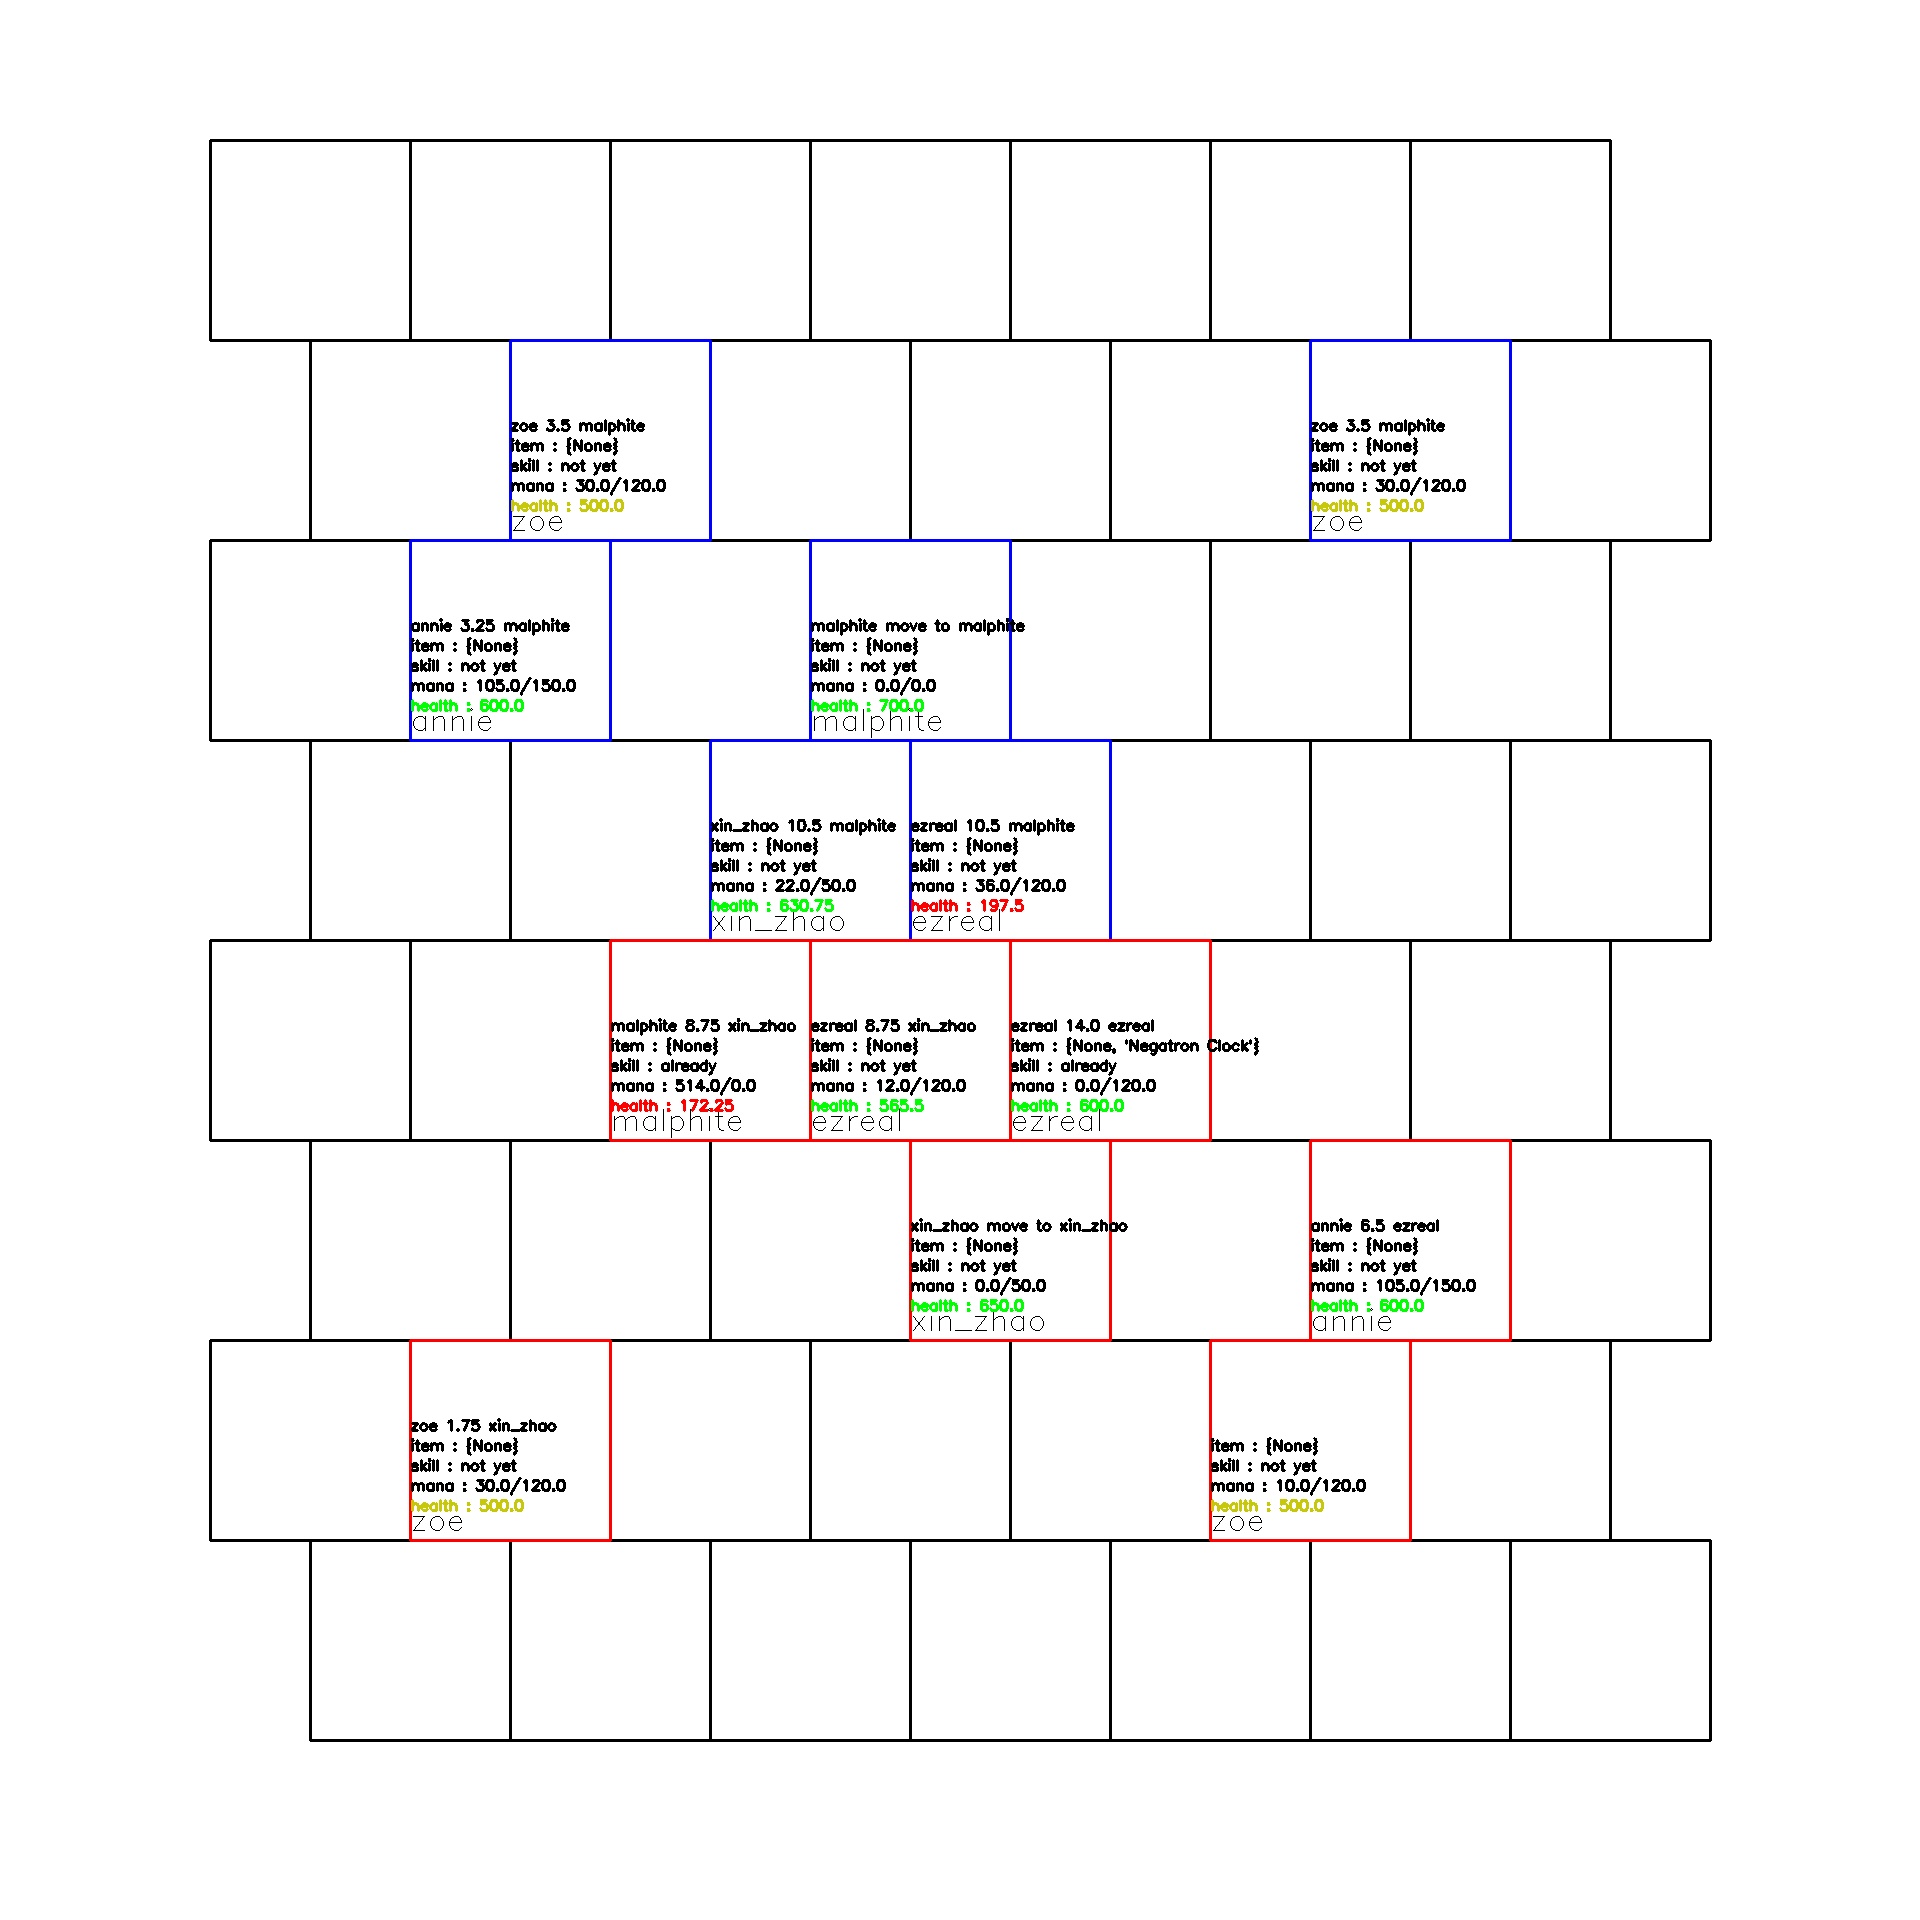 zoe 3.5 malphite
item : {None}
skill : not yet
mana : 30.0/120.0
health : 500.0
zoe
zoe 3.5 malphite
item : {None}
skill : not yet
mana : 30.0/120.0
health : 500.0
zoe
annie 3.25 malphite
item : {None}
skill : not yet
mana : 105.0/150.0
health : 600.0
annie
malphite move to malphite
item : {None}
skill : not yet
mana : 0.0/0.0
health : 700.0
malphite
xin_zhao 10.5 malphite
item : {None}
skill : not yet
mana : 22.0/50.0
health : 630.75
xin_zhao
ezreal 10.5 malphite
item : {None}
skill : not yet
mana : 36.0/120.0
health : 197.5
ezreal
malphite 8.75 xin_zhao
item : {None}
skill : already
mana : 514.0/0.0
health : 172.25
malphite
ezreal 8.75 xin_zhao
item : {None}
skill : not yet
mana : 12.0/120.0
health : 565.5
ezreal
ezreal 14.0 ezreal
item : {None, 'Negatron Clock'}
skill : already
mana : 0.0/120.0
health : 600.0
ezreal
xin_zhao move to xin_zhao
item : {None}
skill : not yet
mana : 0.0/50.0
health : 650.0
xin_zhao
annie 6.5 ezreal
item : {None}
skill : not yet
mana : 105.0/150.0
health : 600.0
annie
zoe 1.75 xin_zhao
item : {None}
skill : not yet
mana : 30.0/120.0
health : 500.0
zoe
item : {None}
skill : not yet
mana : 10.0/120.0
health : 500.0
zoe